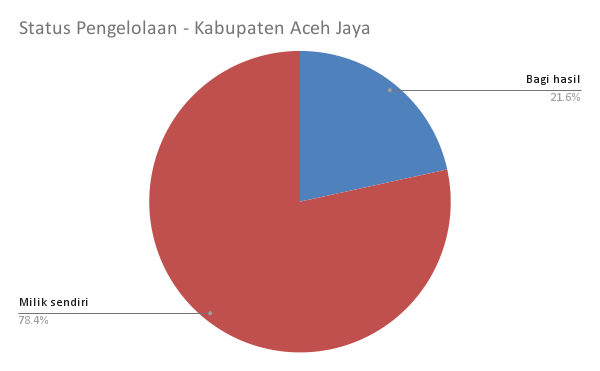 Status Pengelolaan - Kabupaten Aceh Jaya
Bagi hasil
21.6%
Milik sendiri
78.4%